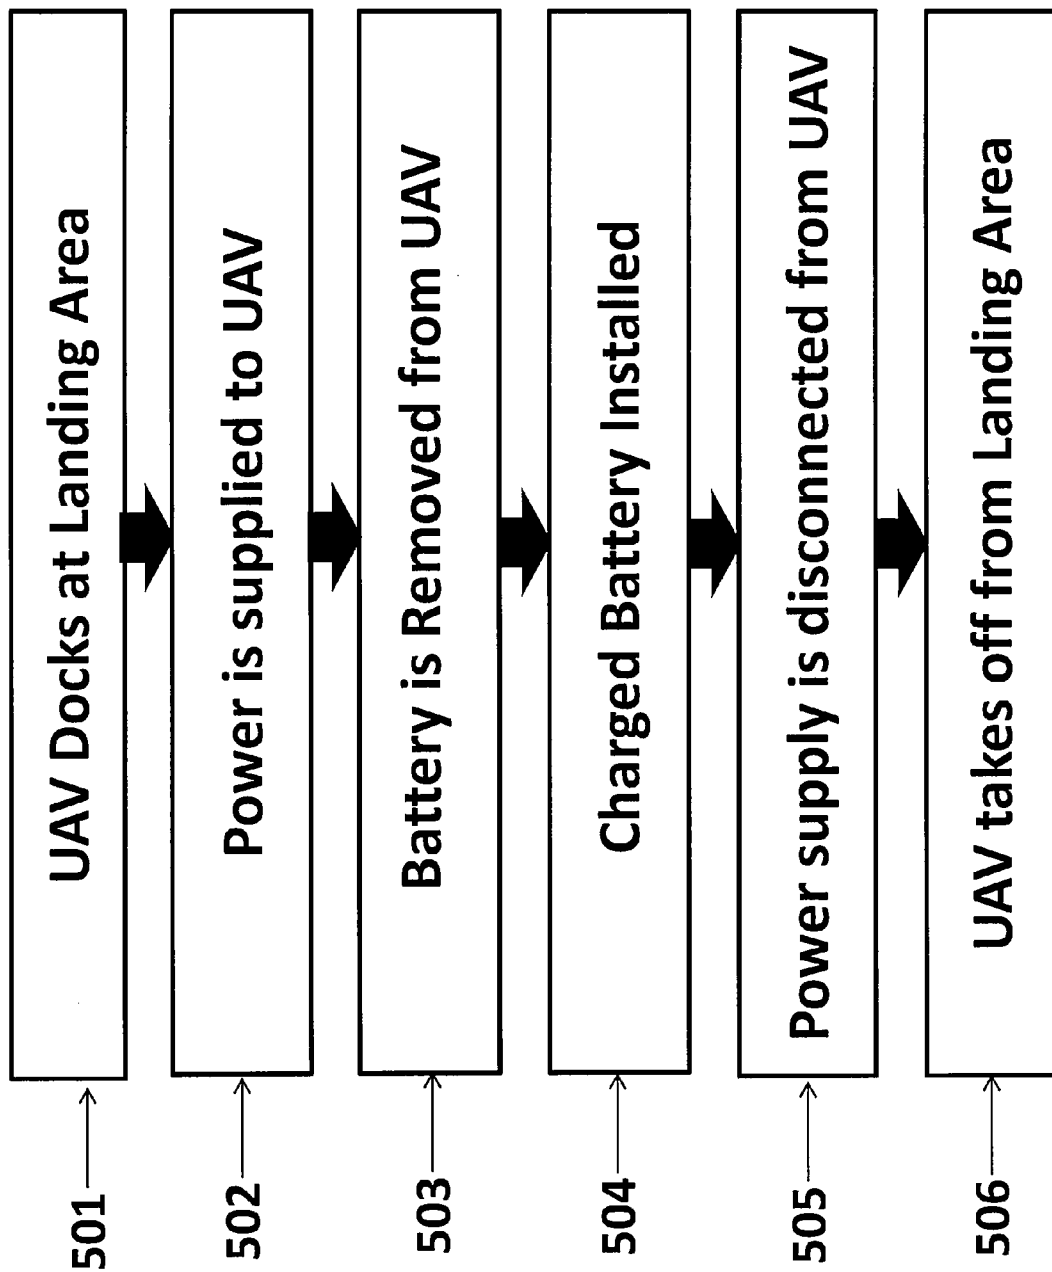 501
UAV Docks at Landing Area
502
Power is supplied to UAV
503
Battery is Removed from UAV
504
Charged Battery Installed
505
Power supply is disconnected from UAV
506
UAV takes off from Landing Area